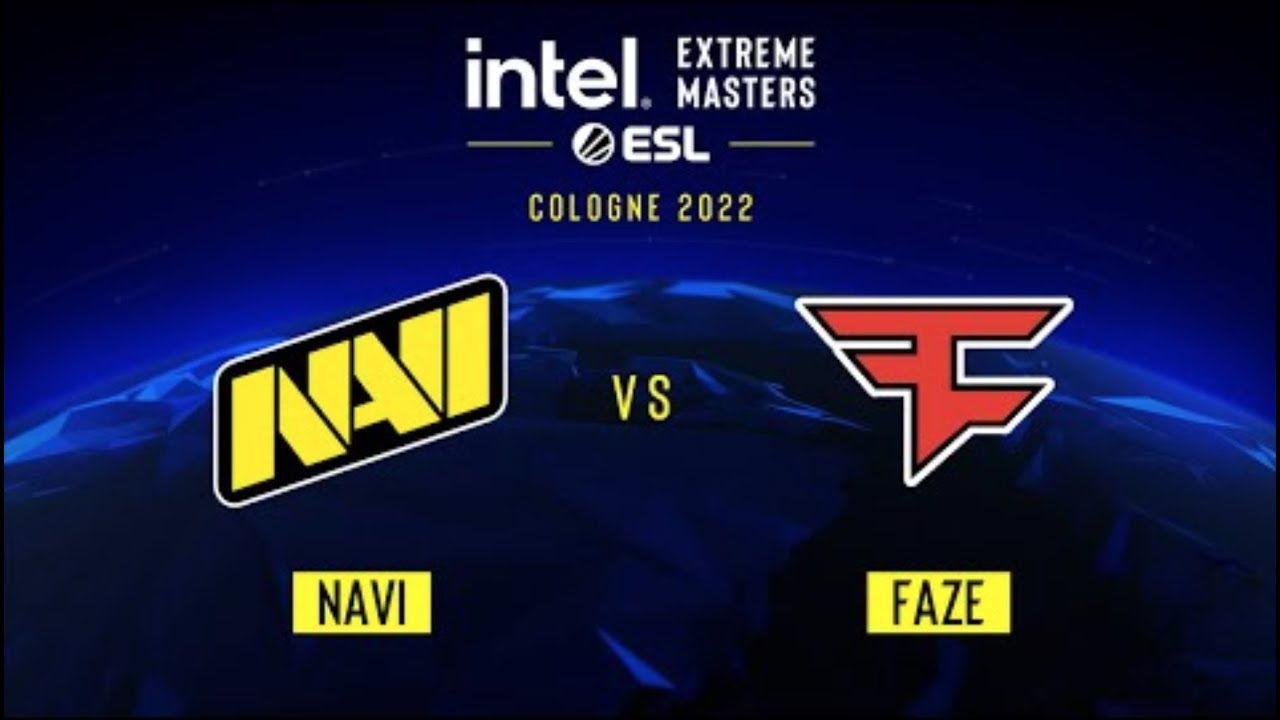 intel. EXTREME
MASTERS
ESL
COLOGNE 2022
NAVI
VS
NAVI
FAZE